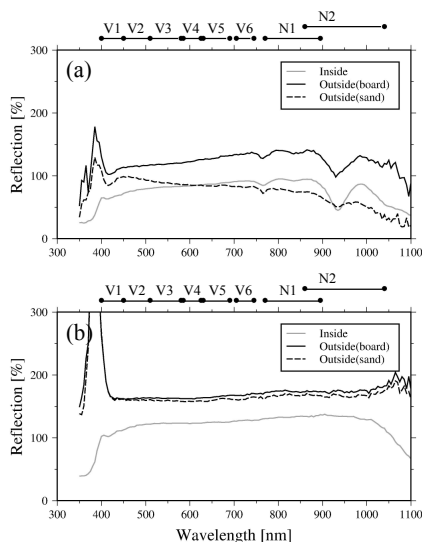 N2
V1 V2 V3 V4 V5 V6 N1
300
(a)
Inside
Outside(board)
Outside(sand)
200
Reflection [%]
100
0
300 400 500 600 700 800 900 1000 1100
N2
V1 V2 V3 V4 V5 V6 N1
300
(b)
Inside
Outside(board)
Outside(sand)
200
Reflection [%]
100
0
300 400 500 600 700 800 900 1000 1100
Wavelength [nm]